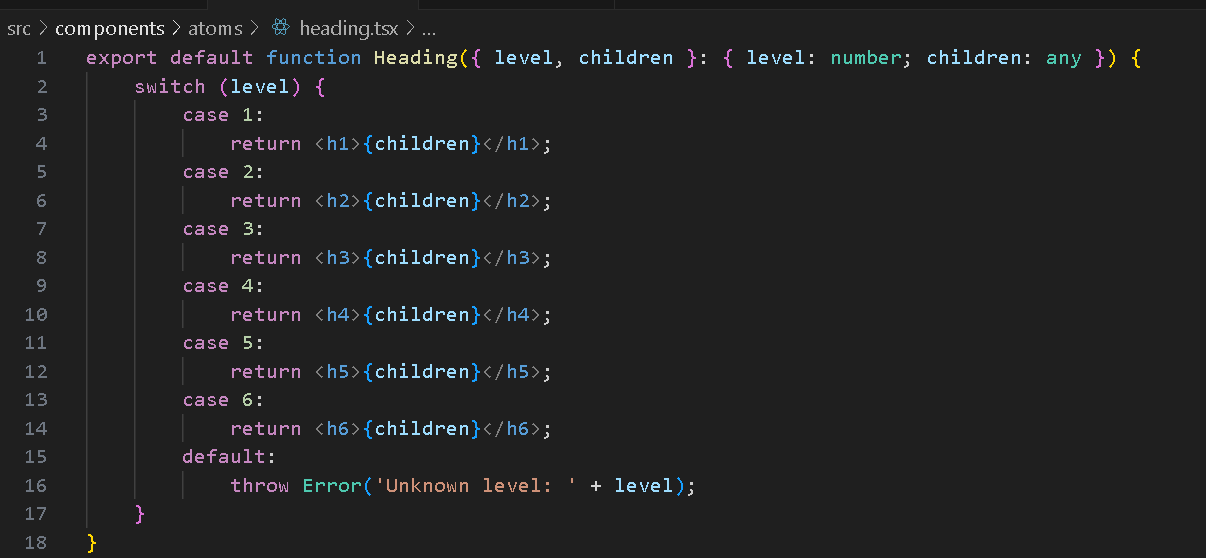 src > components > atoms > heading.tsx > ...
1 export default function Heading({ level, children }: { level: number; children: any }) {
2     switch (level) {
3         case 1:
4             return <h1>{children}</h1>;
5         case 2:
6             return <h2>{children}</h2>;
7         case 3:
8             return <h3>{children}</h3>;
9         case 4:
10             return <h4>{children}</h4>;
11         case 5:
12             return <h5>{children}</h5>;
13         case 6:
14             return <h6>{children}</h6>;
15         default:
16             throw Error('Unknown level: ' + level);
17     }
18 }